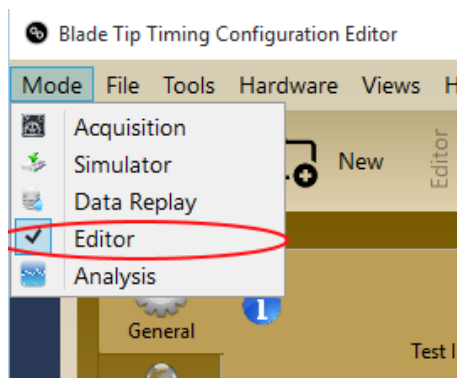 Blade Tip Timing Configuration Editor
Mode File Tools Hardware Views H
Acquisition
Simulator
Data Replay
Editor
Analysis
New
Editor
General
Test I